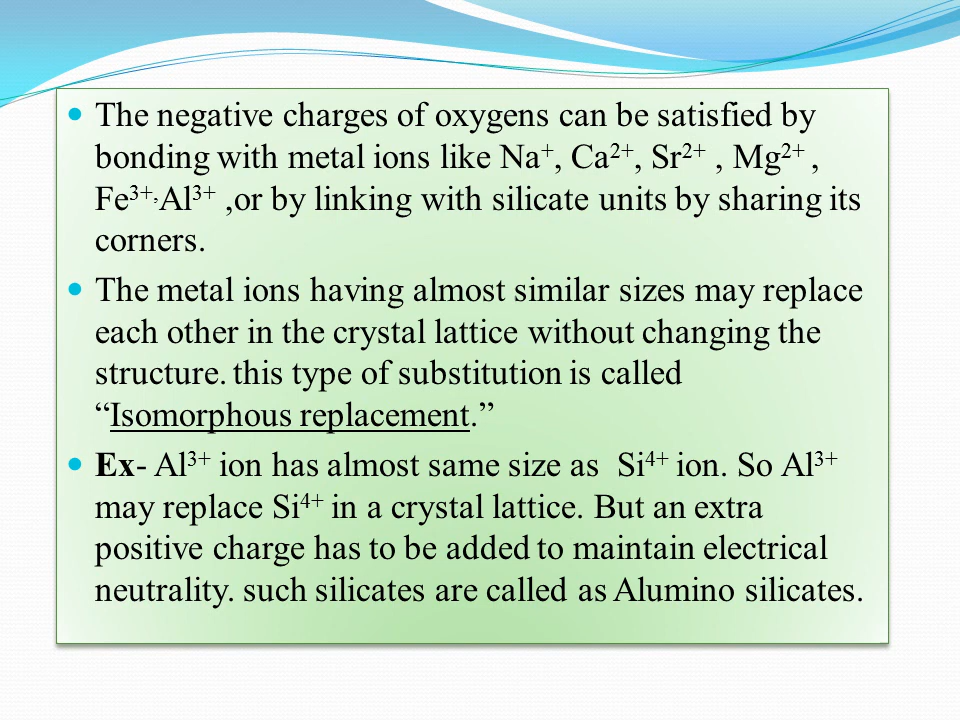 The negative charges of oxygens can be satisfied by
bonding with metal ions like Na⁺, Ca²⁺, Sr²⁺ , Mg²⁺ ,
Fe³⁺,Al³⁺ ,or by linking with silicate units by sharing its
corners.
The metal ions having almost similar sizes may replace
each other in the crystal lattice without changing the
structure. this type of substitution is called
“Isomorphous replacement.”
Ex- Al³⁺ ion has almost same size as Si⁴⁺ ion. So Al³⁺
may replace Si⁴⁺ in a crystal lattice. But an extra
positive charge has to be added to maintain electrical
neutrality. such silicates are called as Alumino silicates.